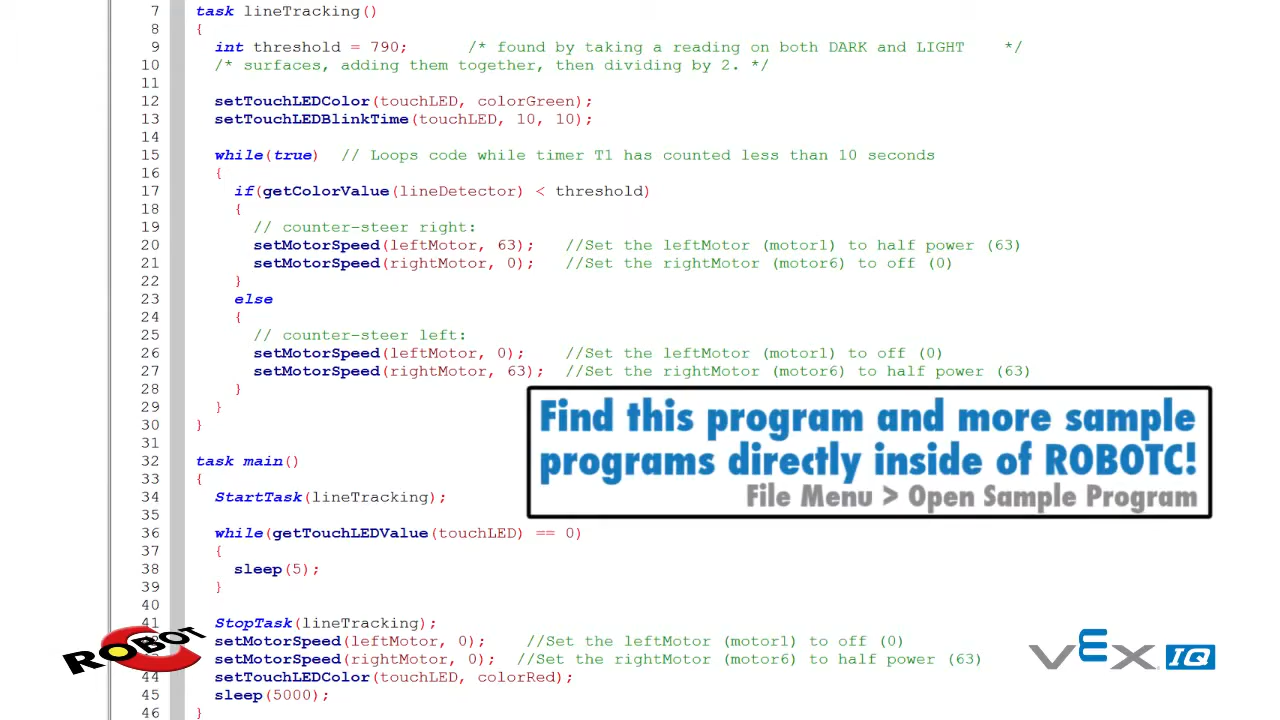 7 task lineTracking()
8 {
9 int threshold = 790; /* found by taking a reading on both DARK and LIGHT */
10 /* surfaces, adding them together, then dividing by 2. */
11
12 setTouchLEDColor(touchLED, colorGreen);
13 setTouchLEDBlinkTime(touchLED, 10, 10);
14
15 while(true) // Loops code while timer T1 has counted less than 10 seconds
16 {
17 if(getColorValue(lineDetector) < threshold)
18 {
19 // counter-steer right:
20 setMotorSpeed(leftMotor, 63); //Set the leftMotor (motor1) to half power (63)
21 setMotorSpeed(rightMotor, 0); //Set the rightMotor (motor6) to off (0)
22 }
23 else
24 {
25 // counter-steer left:
26 setMotorSpeed(leftMotor, 0); //Set the leftMotor (motor1) to off (0)
27 setMotorSpeed(rightMotor, 63); //Set the rightMotor (motor6) to half power (63)
28 }
29 }
30 }
31
32 task main()
33 {
34 StartTask(lineTracking);
35
36 while(getTouchLEDValue(touchLED) == 0)
37 {
38 sleep(5);
39 }
40
41 StopTask(lineTracking);
setMotorSpeed(leftMotor, 0); //Set the leftMotor (motor1) to off (0)
setMotorSpeed(rightMotor, 0); //Set the rightMotor (motor6) to half power (63)
44 setTouchLEDColor(touchLED, colorRed);
45 sleep(5000);
46 }
Find this program and more sample
programs directly inside of ROBOTC!
File Menu > Open Sample Program
ROBOTC
VEX IQ